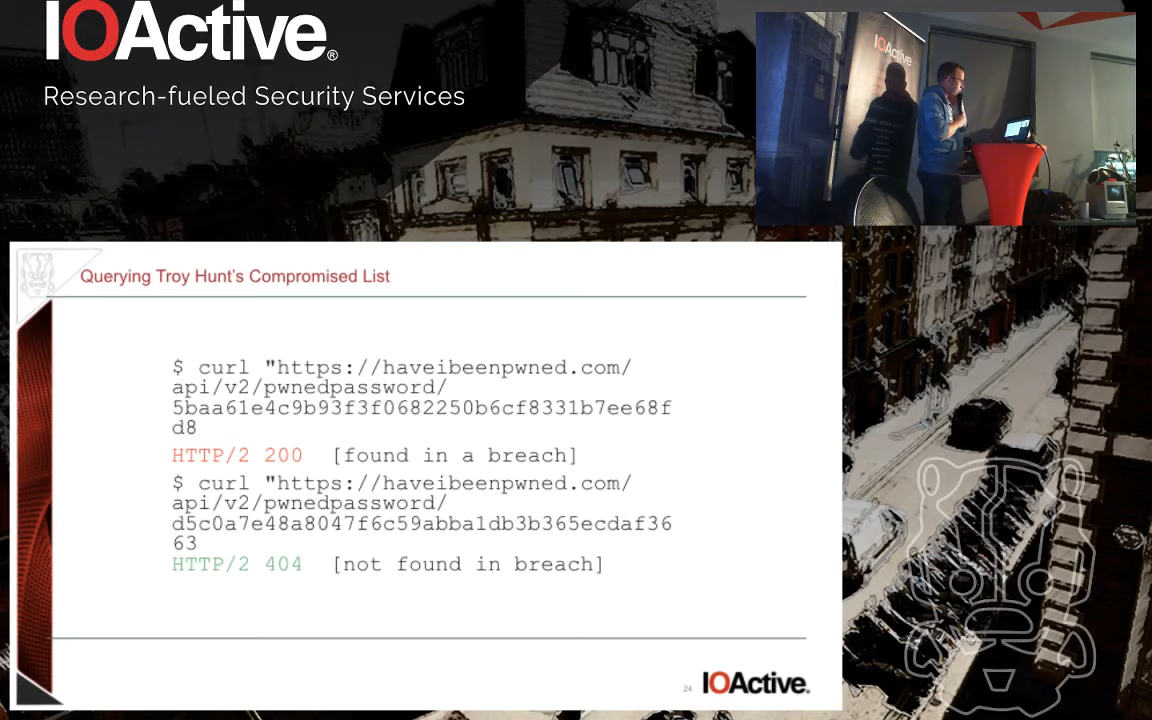 IOActive®
Research-fueled Security Services
IOActive
Querying Troy Hunt's Compromised List
$ curl "https://haveibeenpwned.com/
api/v2/pwnedpassword/
5baa61e4c9b93f3f0682250b6cf8331b7ee68f
d8
HTTP/2 200 [found in a breach]
$ curl "https://haveibeenpwned.com/
api/v2/pwnedpassword/
d5c0a7e48a8047f6c59abba1db3b365ecdaf36
63
HTTP/2 404 [not found in breach]
24
IOActive.